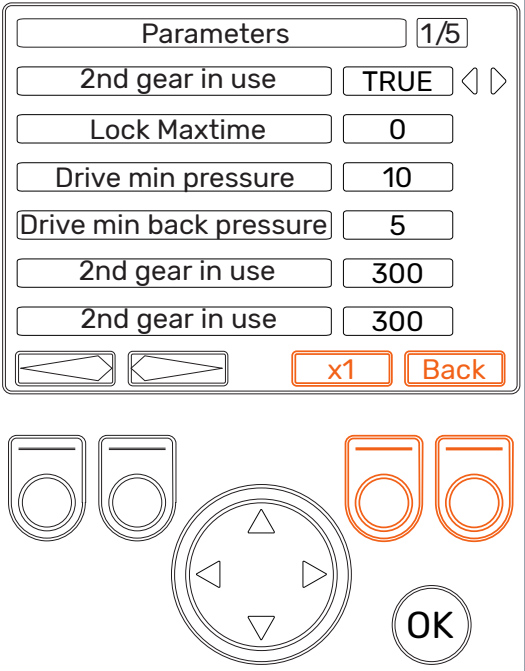 Parameters 1/5
2nd gear in use TRUE
Lock Maxtime 0
Drive min pressure 10
Drive min back pressure 5
2nd gear in use 300
2nd gear in use 300
x1 Back
OK